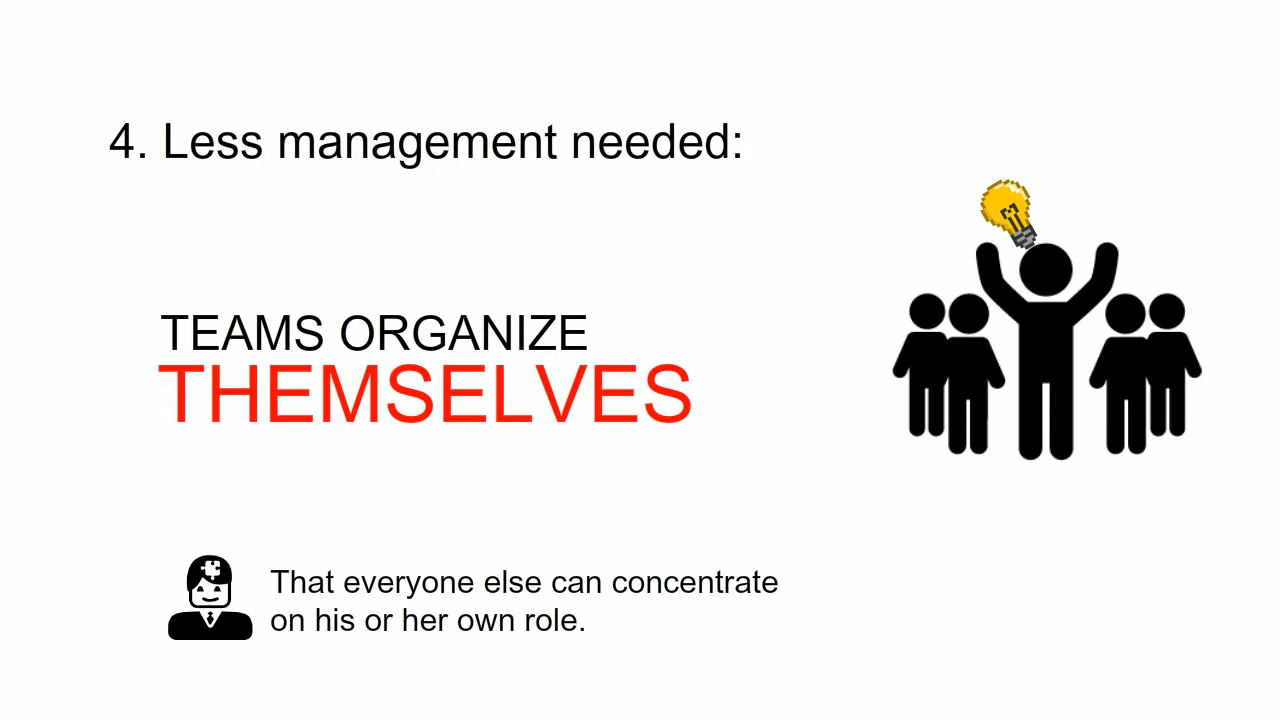 4. Less management needed:
TEAMS ORGANIZE
THEMSELVES
That everyone else can concentrate
on his or her own role.